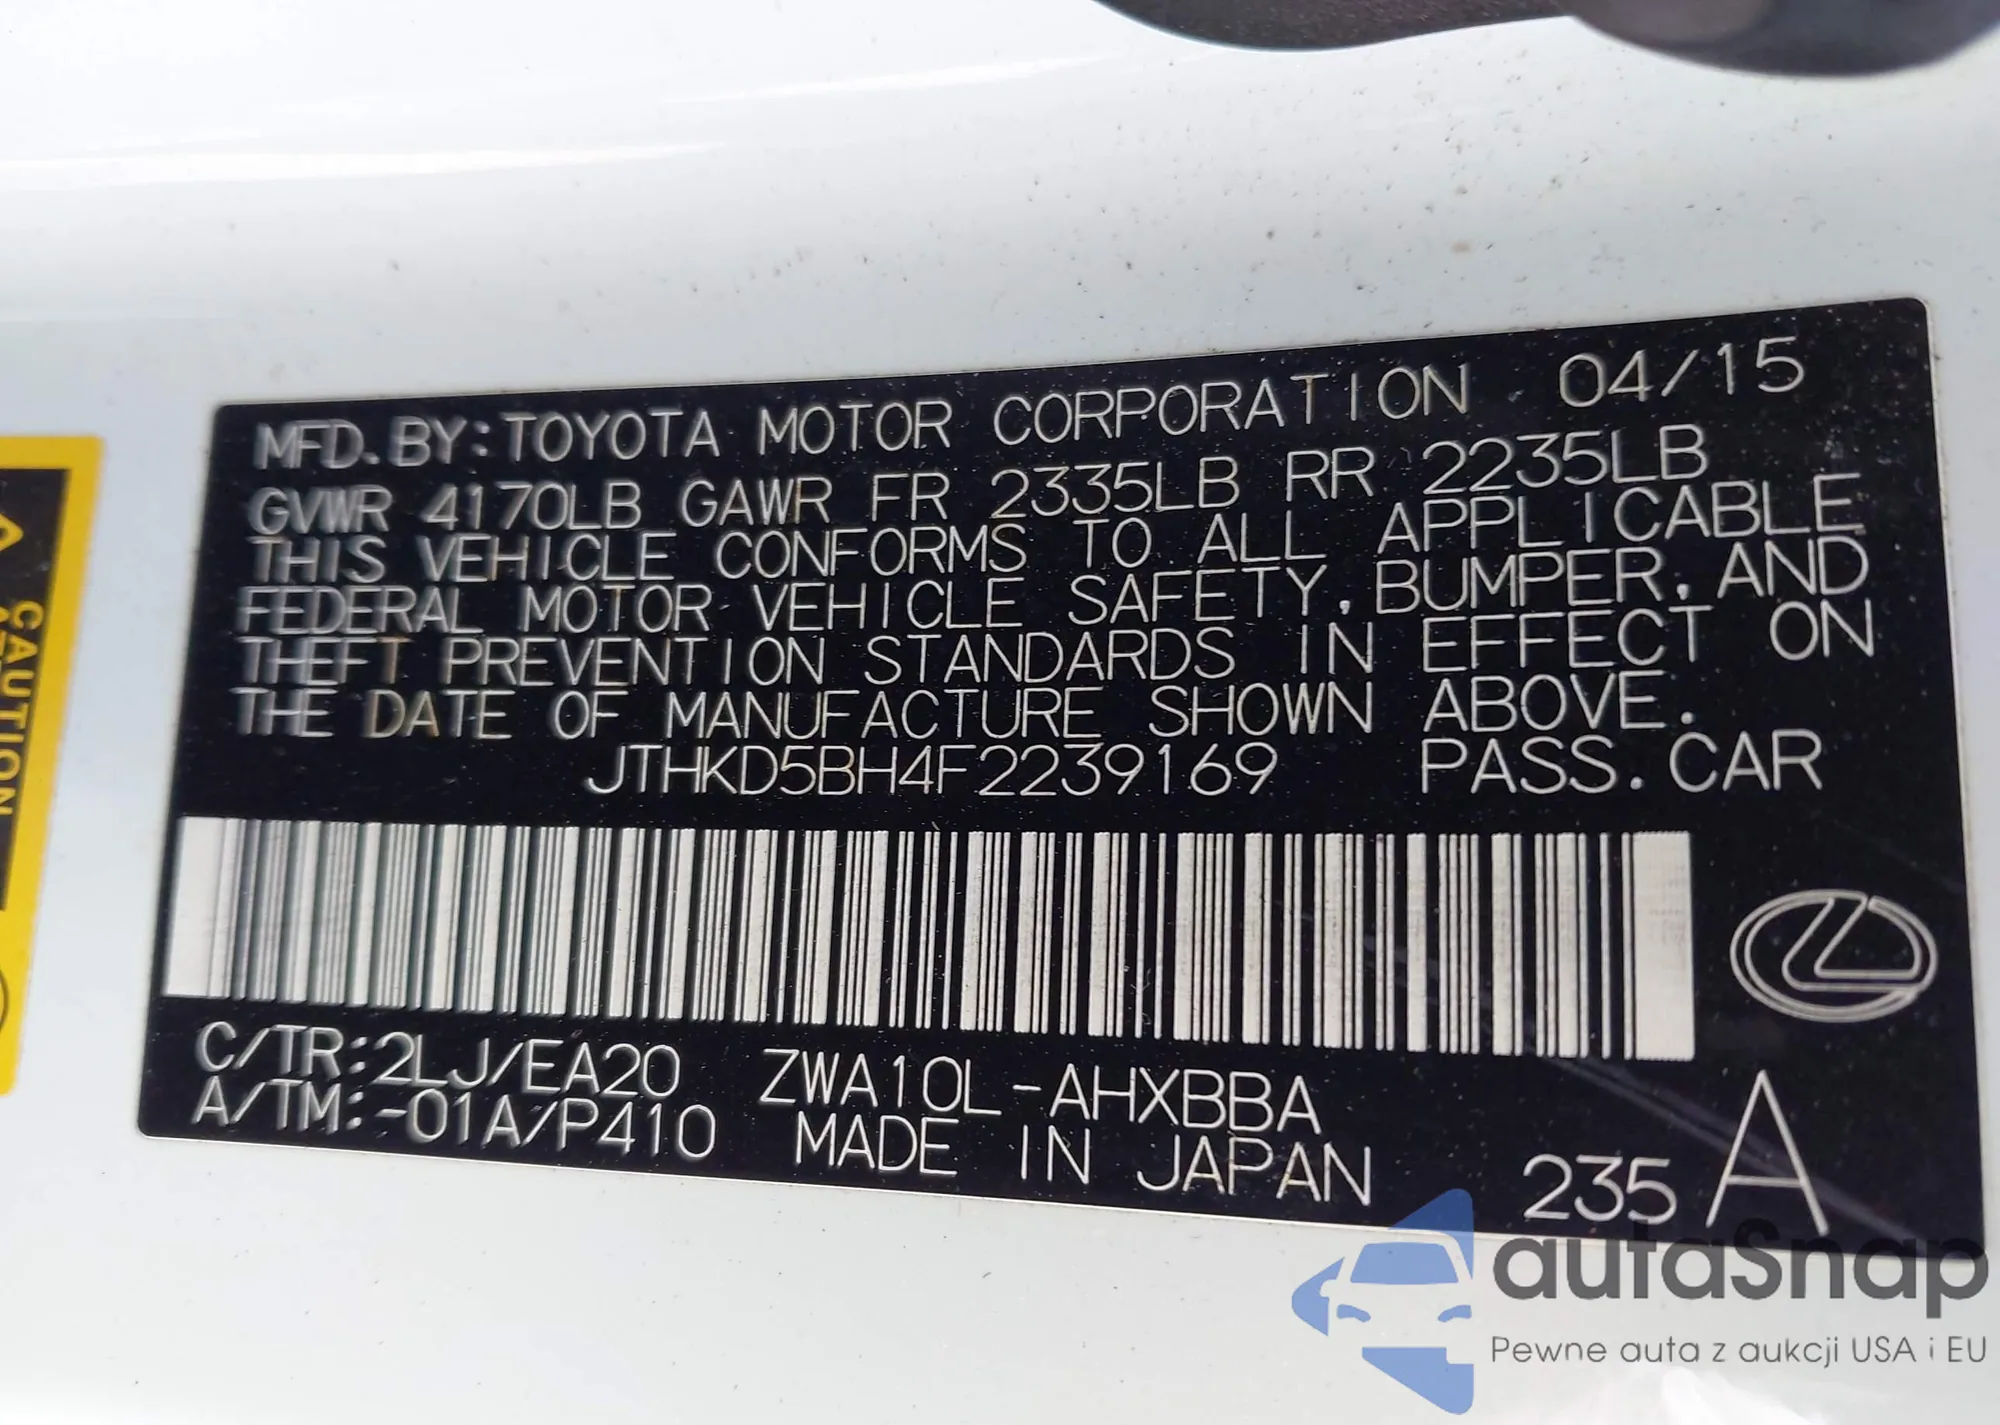 MFD. BY: TOYOTA MOTOR CORPORATION 04/15
GVWR 4170LB GAWR FR 2335LB RR 2235LB
THIS VEHICLE CONFORMS TO ALL APPLICABLE
FEDERAL MOTOR VEHICLE SAFETY, BUMPER, AND
THEFT PREVENTION STANDARDS IN EFFECT ON
THE DATE OF MANUFACTURE SHOWN ABOVE.
JTHKD5BH4F2239169 PASS. CAR
C/TR: 2LJ/EA20 ZWA10L-AHXBBA
A/TM: -01A/P410 MADE IN JAPAN 235 A
CAUTION
autaSnap
Pewne auta z aukcji USA i EU